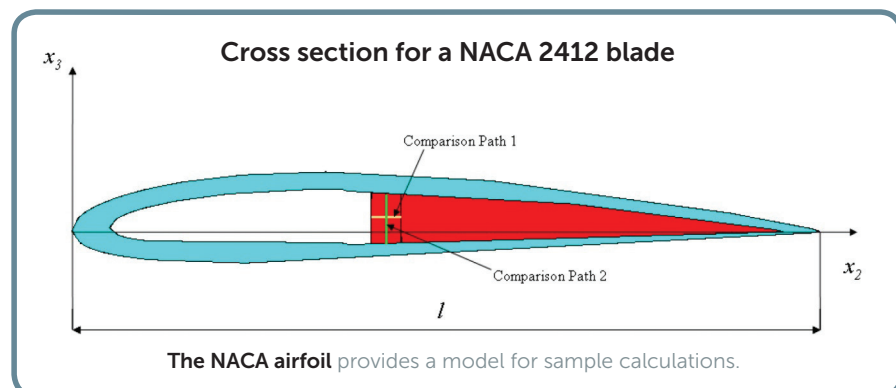 Cross section for a NACA 2412 blade
x3
Comparison Path 1
Comparison Path 2
x2
l
The NACA airfoil provides a model for sample calculations.